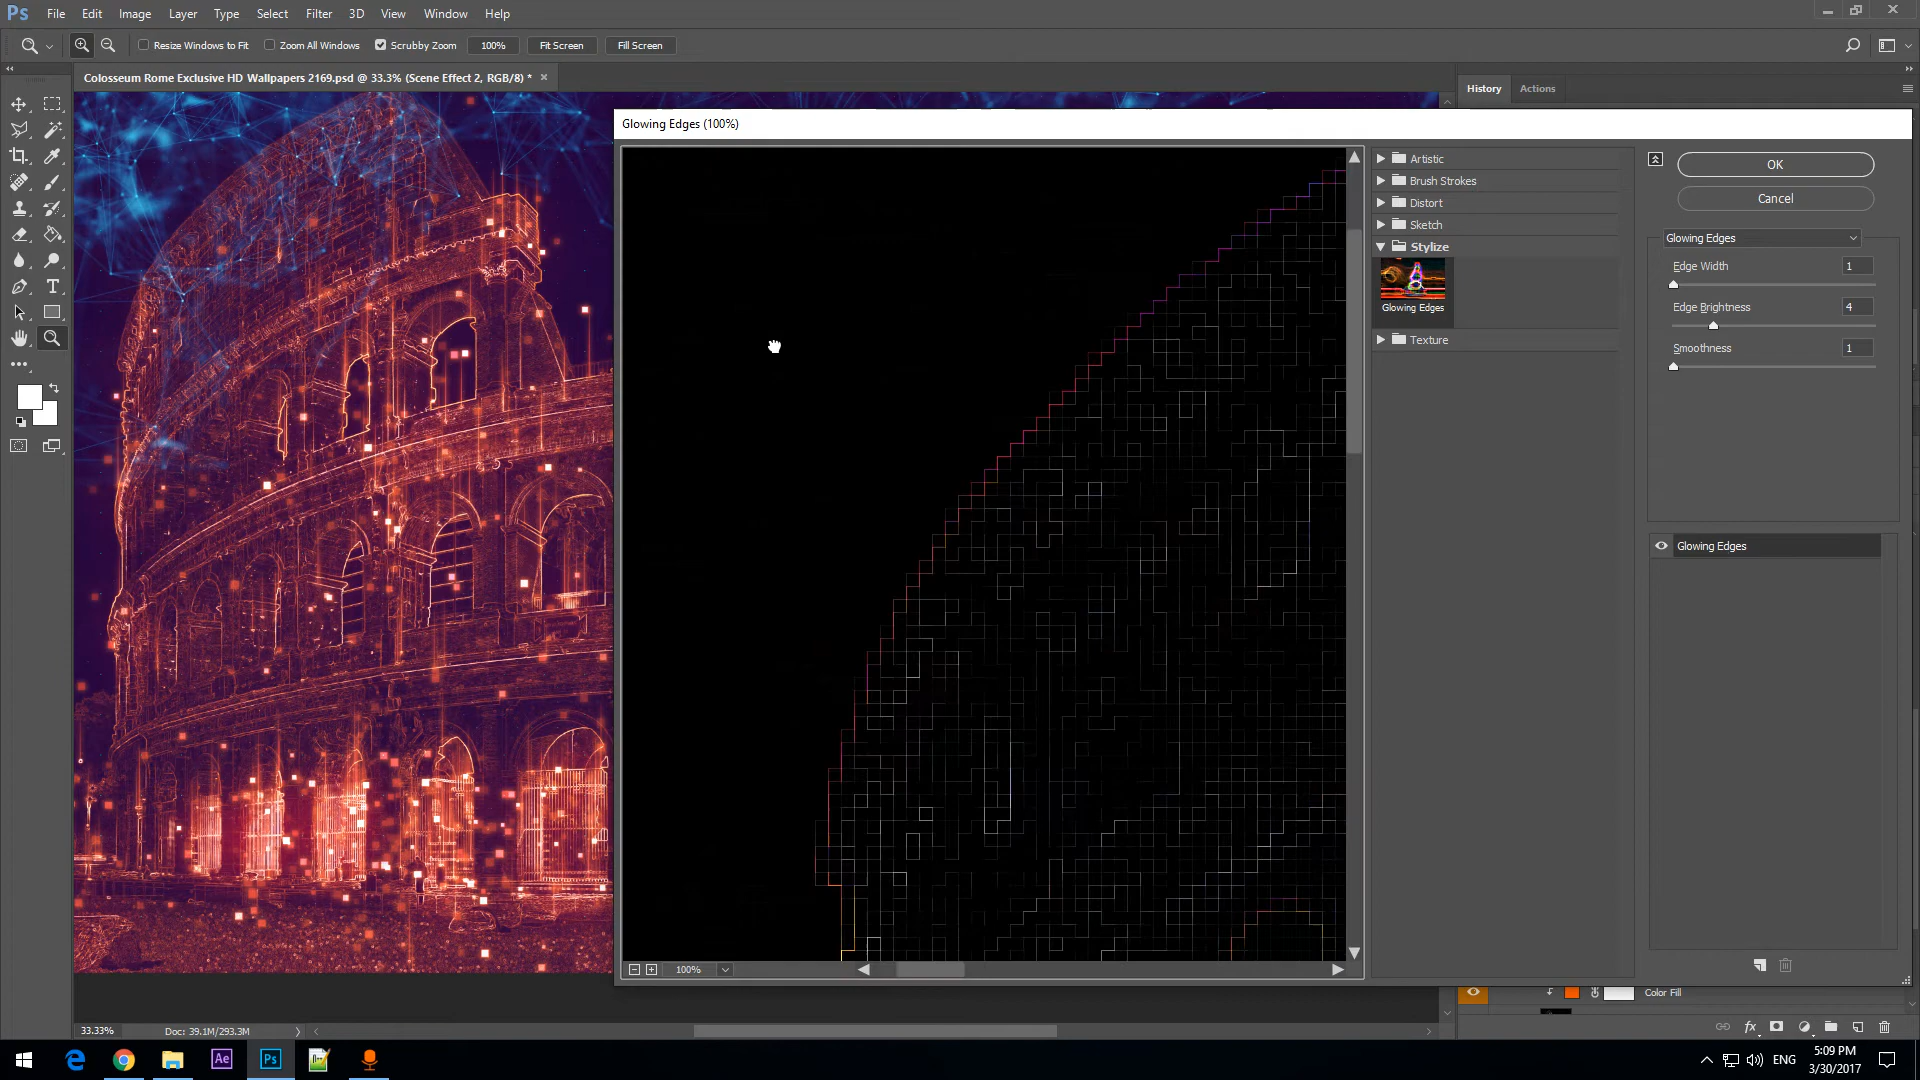 Ps File Edit Image Layer Type Select Filter 3D View Window Help
Resize Windows to Fit Zoom All Windows Scrubby Zoom 100% Fit Screen Fill Screen
Colosseum Rome Exclusive HD Wallpapers 2169.psd @ 33.3% (Scene Effect 2, RGB/8) *
History Actions
Glowing Edges (100%)
Artistic
Brush Strokes
Distort
Sketch
Stylize
Glowing Edges
Texture
OK
Cancel
Glowing Edges
Edge Width 1
Edge Brightness 4
Smoothness 1
Glowing Edges
100%
Color Fill
33.33% Doc: 39.1M/293.3M
fx
Ae Ps ENG 5:09 PM
3/30/2017